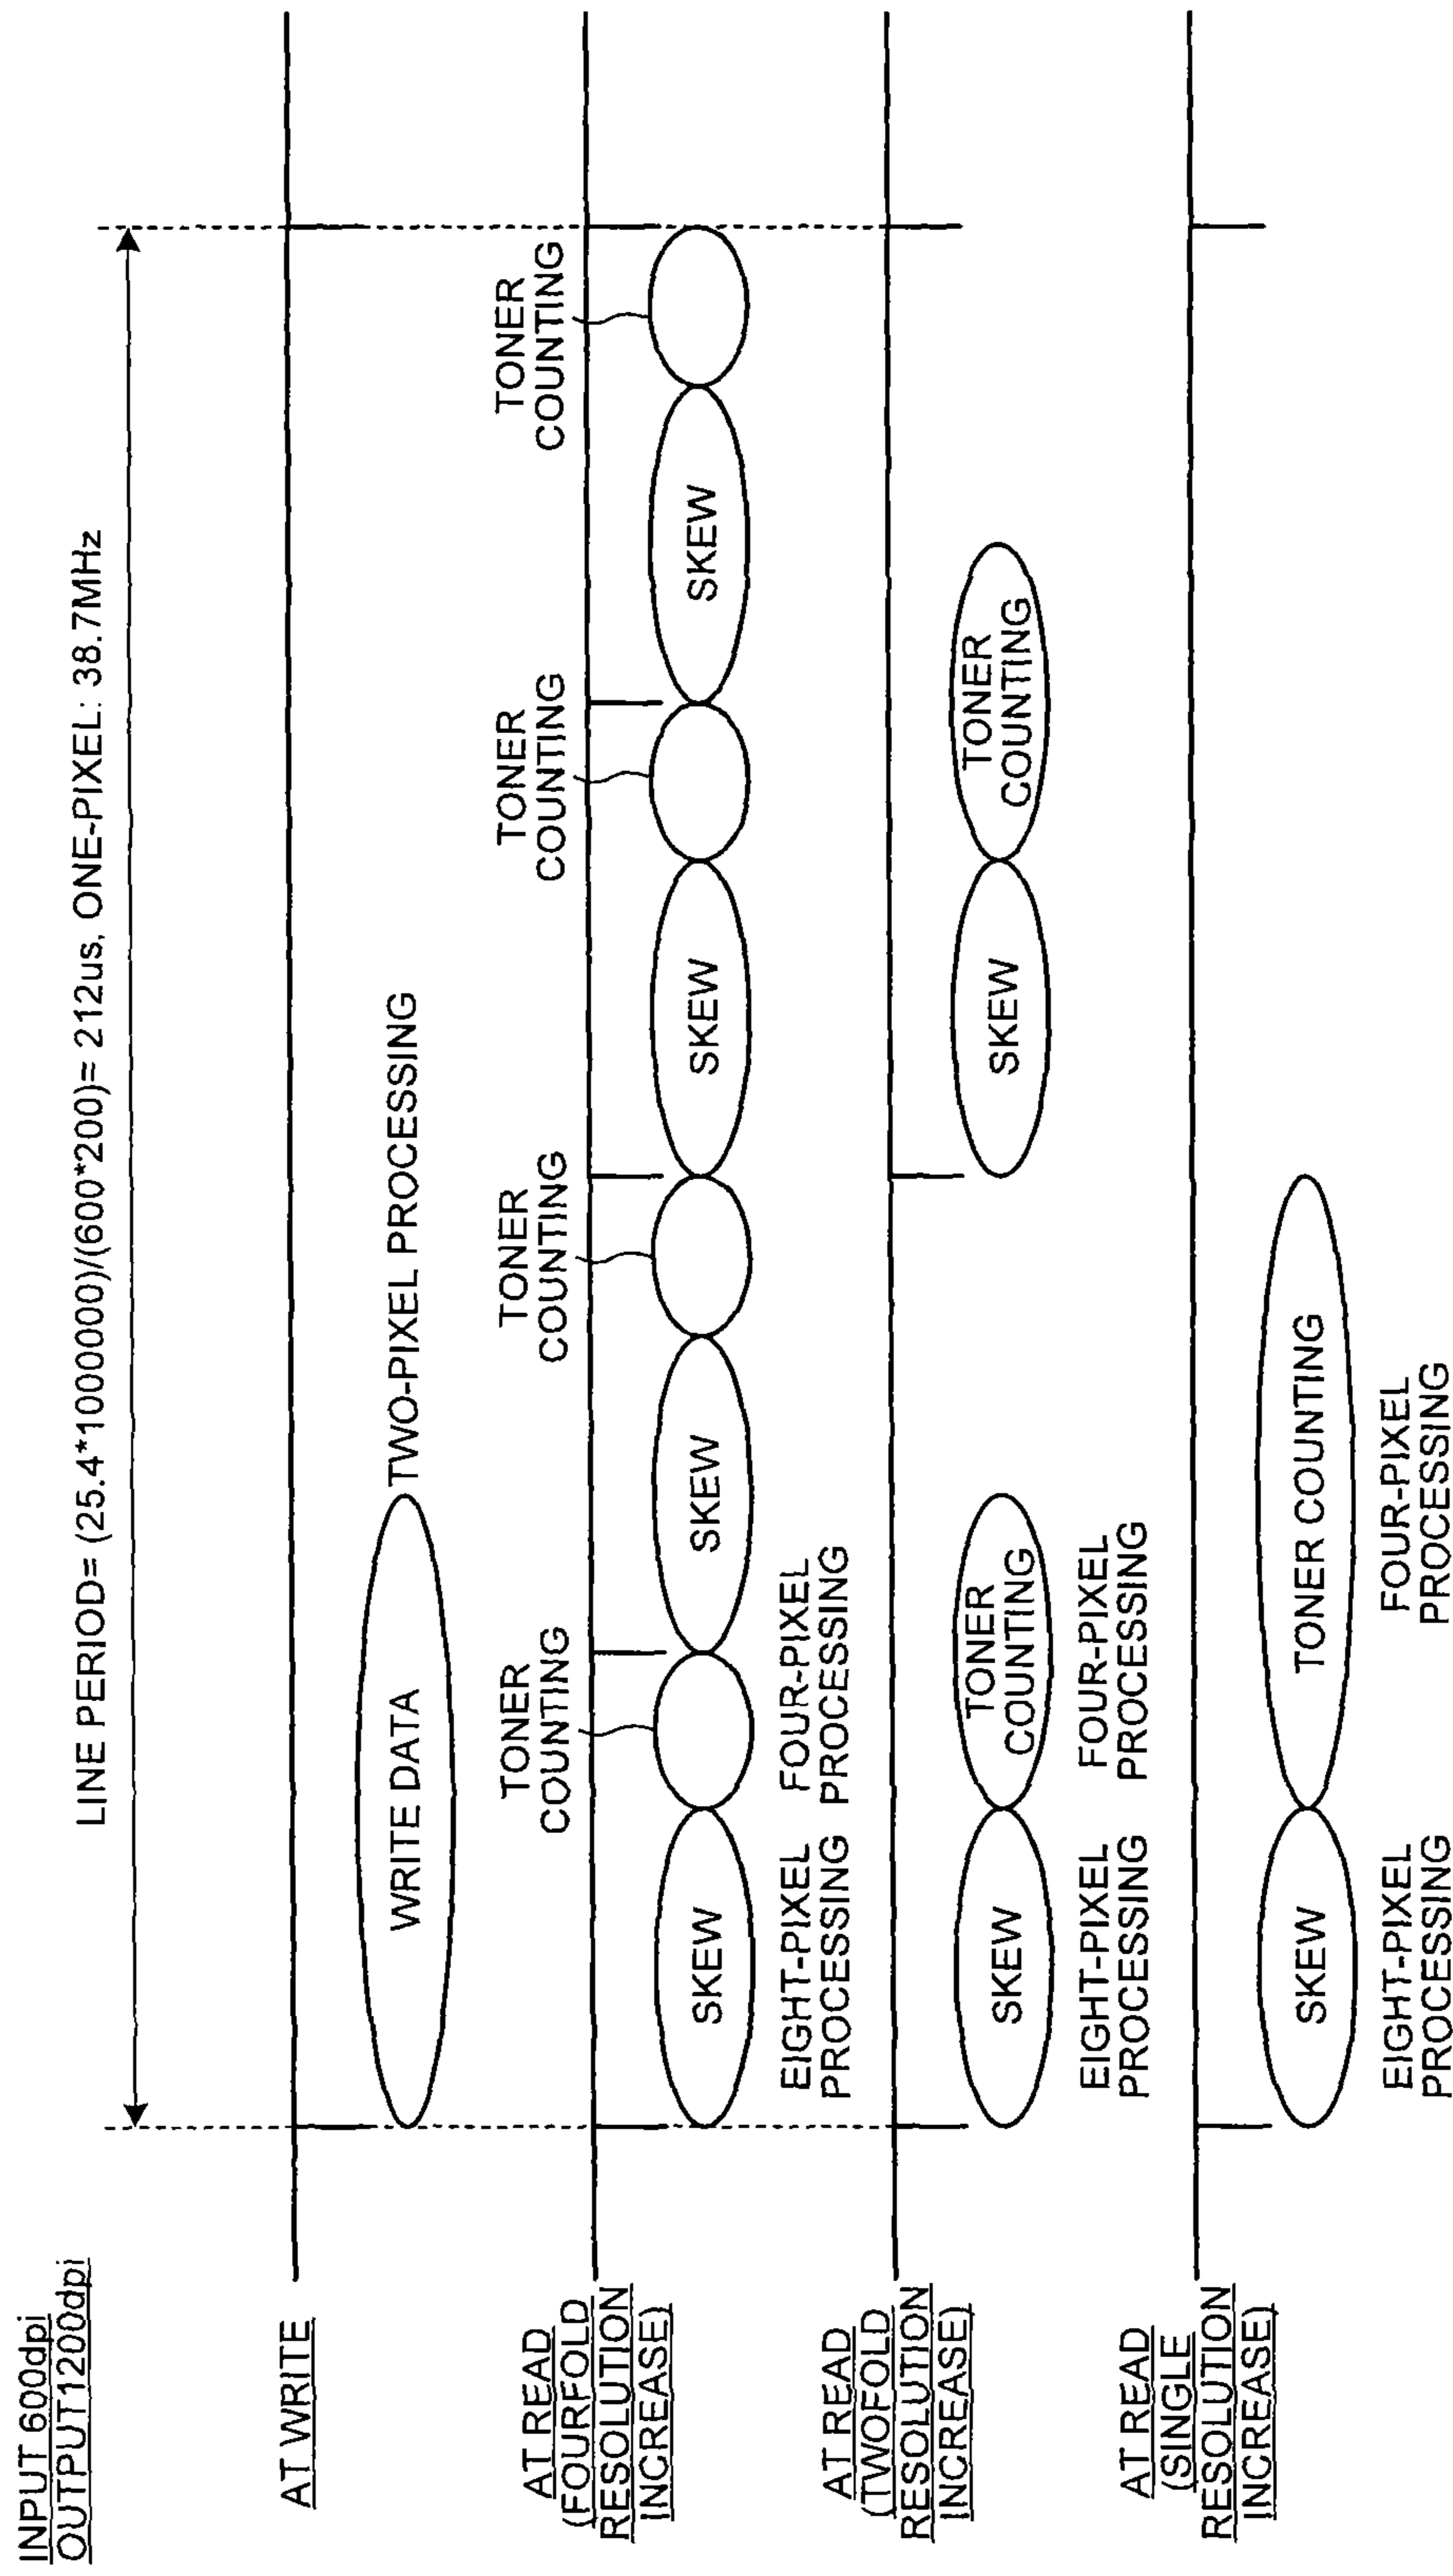 INPUT 600dpi
OUTPUT1200dpi
LINE PERIOD= (25.4*1000000)/(600*200)= 212us, ONE-PIXEL: 38.7MHz
AT WRITE
WRITE DATA
TWO-PIXEL PROCESSING
AT READ
(FOURFOLD
RESOLUTION
INCREASE)
TONER
COUNTING
TONER
COUNTING
TONER
COUNTING
TONER
COUNTING
SKEW
SKEW
SKEW
SKEW
EIGHT-PIXEL
PROCESSING
FOUR-PIXEL
PROCESSING
AT READ
(TWOFOLD
RESOLUTION
INCREASE)
SKEW
TONER
COUNTING
SKEW
TONER
COUNTING
EIGHT-PIXEL
PROCESSING
FOUR-PIXEL
PROCESSING
AT READ
(SINGLE
RESOLUTION
INCREASE)
SKEW
TONER COUNTING
EIGHT-PIXEL
PROCESSING
FOUR-PIXEL
PROCESSING